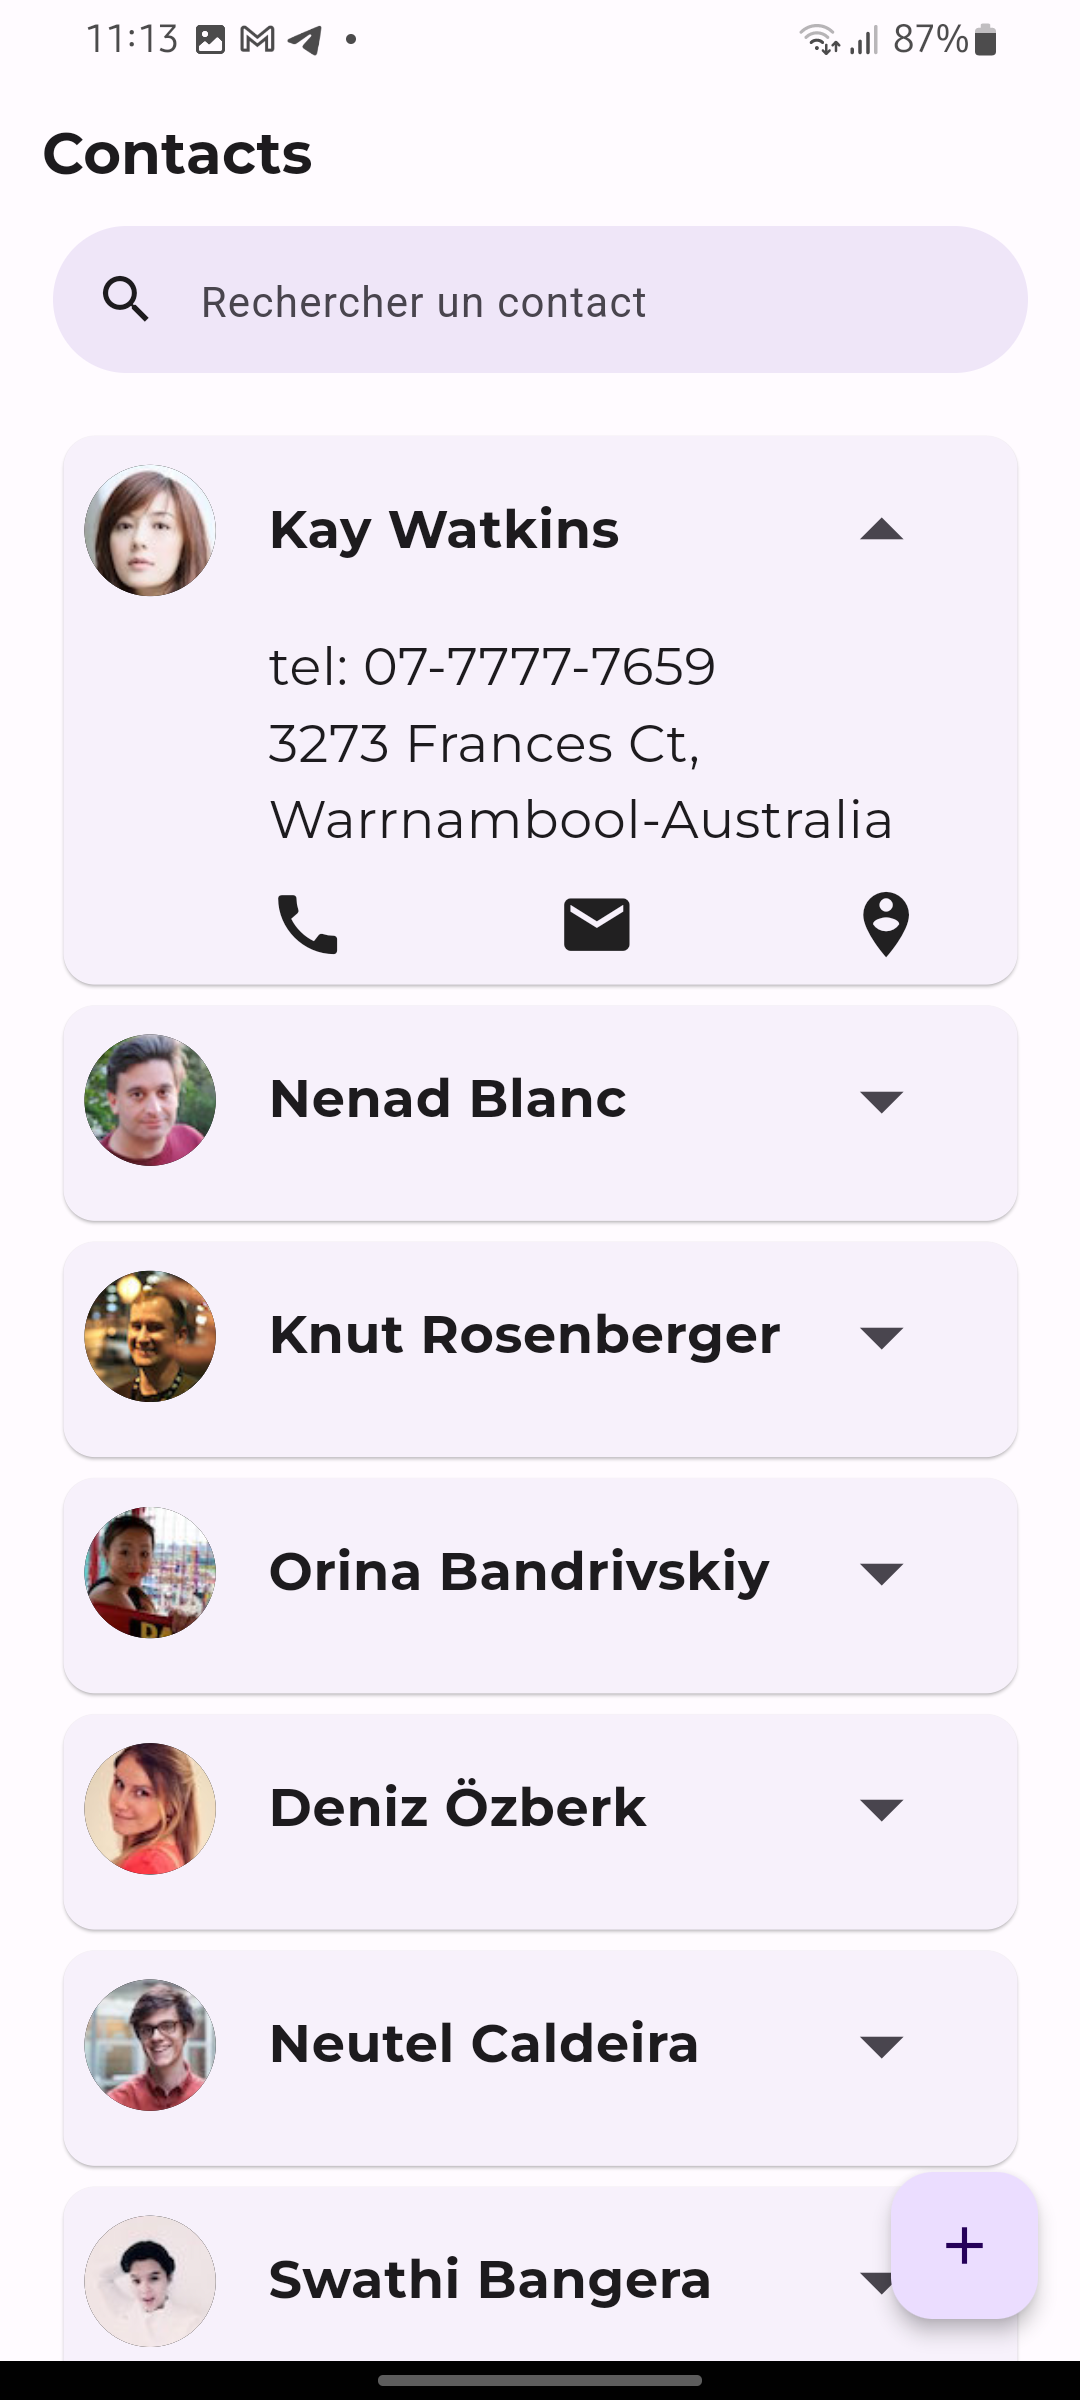 11:13
87%
Contacts
Rechercher un contact
Kay Watkins
tel: 07-7777-7659
3273 Frances Ct,
Warrnambool-Australia
Nenad Blanc
Knut Rosenberger
Orina Bandrivskiy
Deniz Özberk
Neutel Caldeira
Swathi Bangera